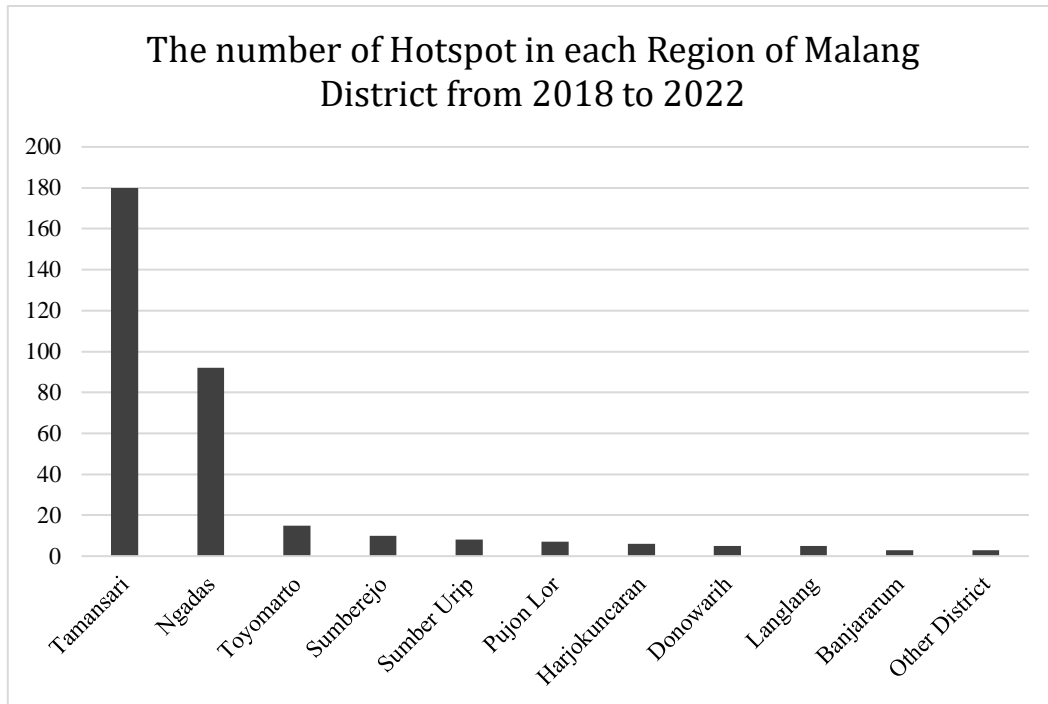 The number of Hotspot in each Region of Malang
District from 2018 to 2022
200
180
160
140
120
100
80
60
40
20
0
Tamansari
Ngadas
Toyomarto
Sumberejo
Sumber Urip
Pujon Lor
Harjokuncaran
Donowarih
Langlang
Banjararum
Other District